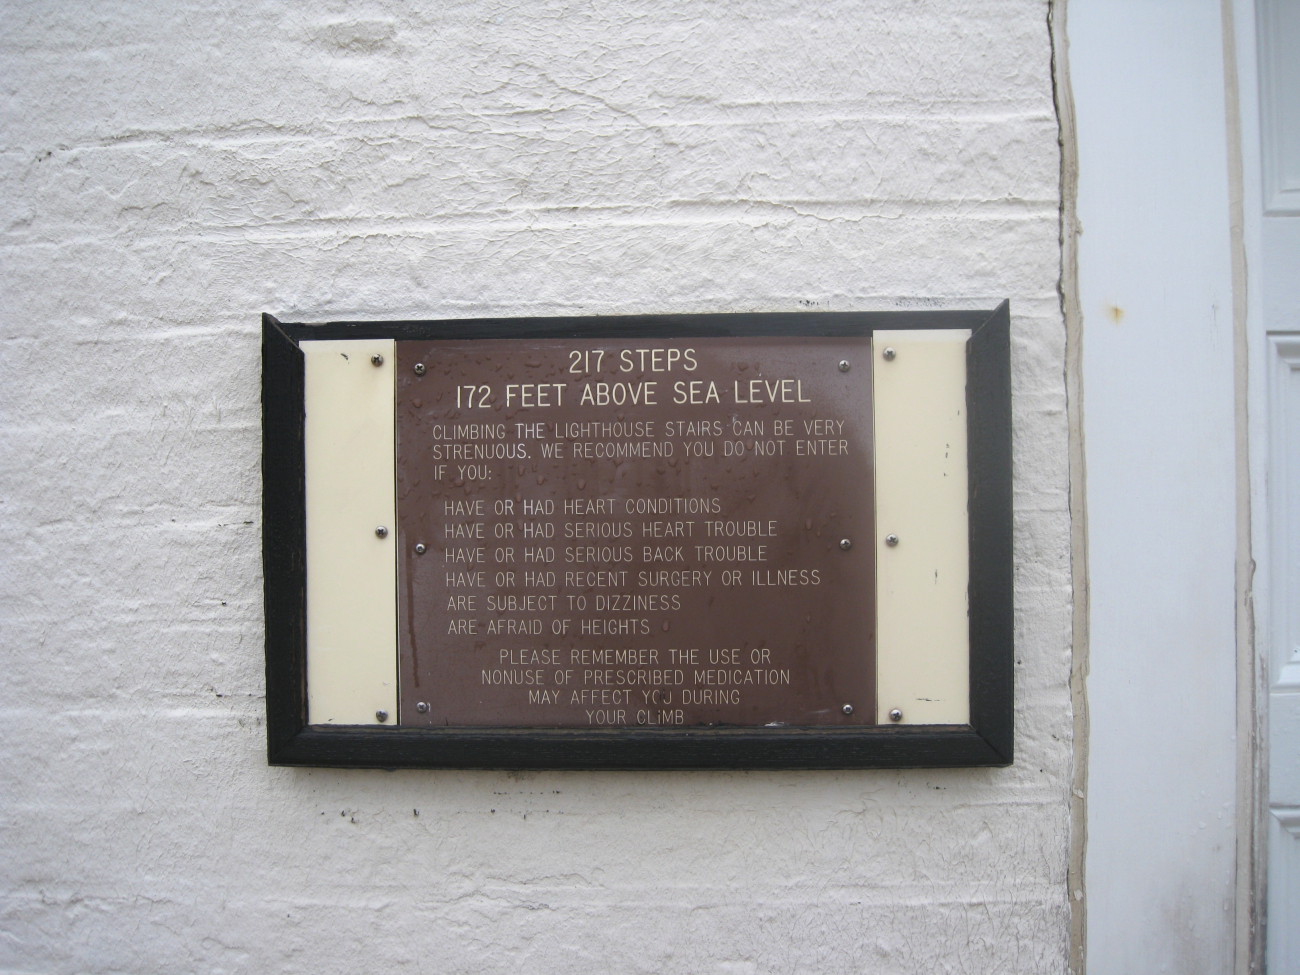 217 STEPS
172 FEET ABOVE SEA LEVEL
CLIMBING THE LIGHTHOUSE STAIRS CAN BE VERY
STRENUOUS. WE RECOMMEND YOU DO NOT ENTER
IF YOU:
HAVE OR HAD HEART CONDITIONS
HAVE OR HAD SERIOUS HEART TROUBLE
HAVE OR HAD SERIOUS BACK TROUBLE
HAVE OR HAD RECENT SURGERY OR ILLNESS
ARE SUBJECT TO DIZZINESS
ARE AFRAID OF HEIGHTS
PLEASE REMEMBER THE USE OR
NONUSE OF PRESCRIBED MEDICATION
MAY AFFECT YOU DURING
YOUR CLIMB